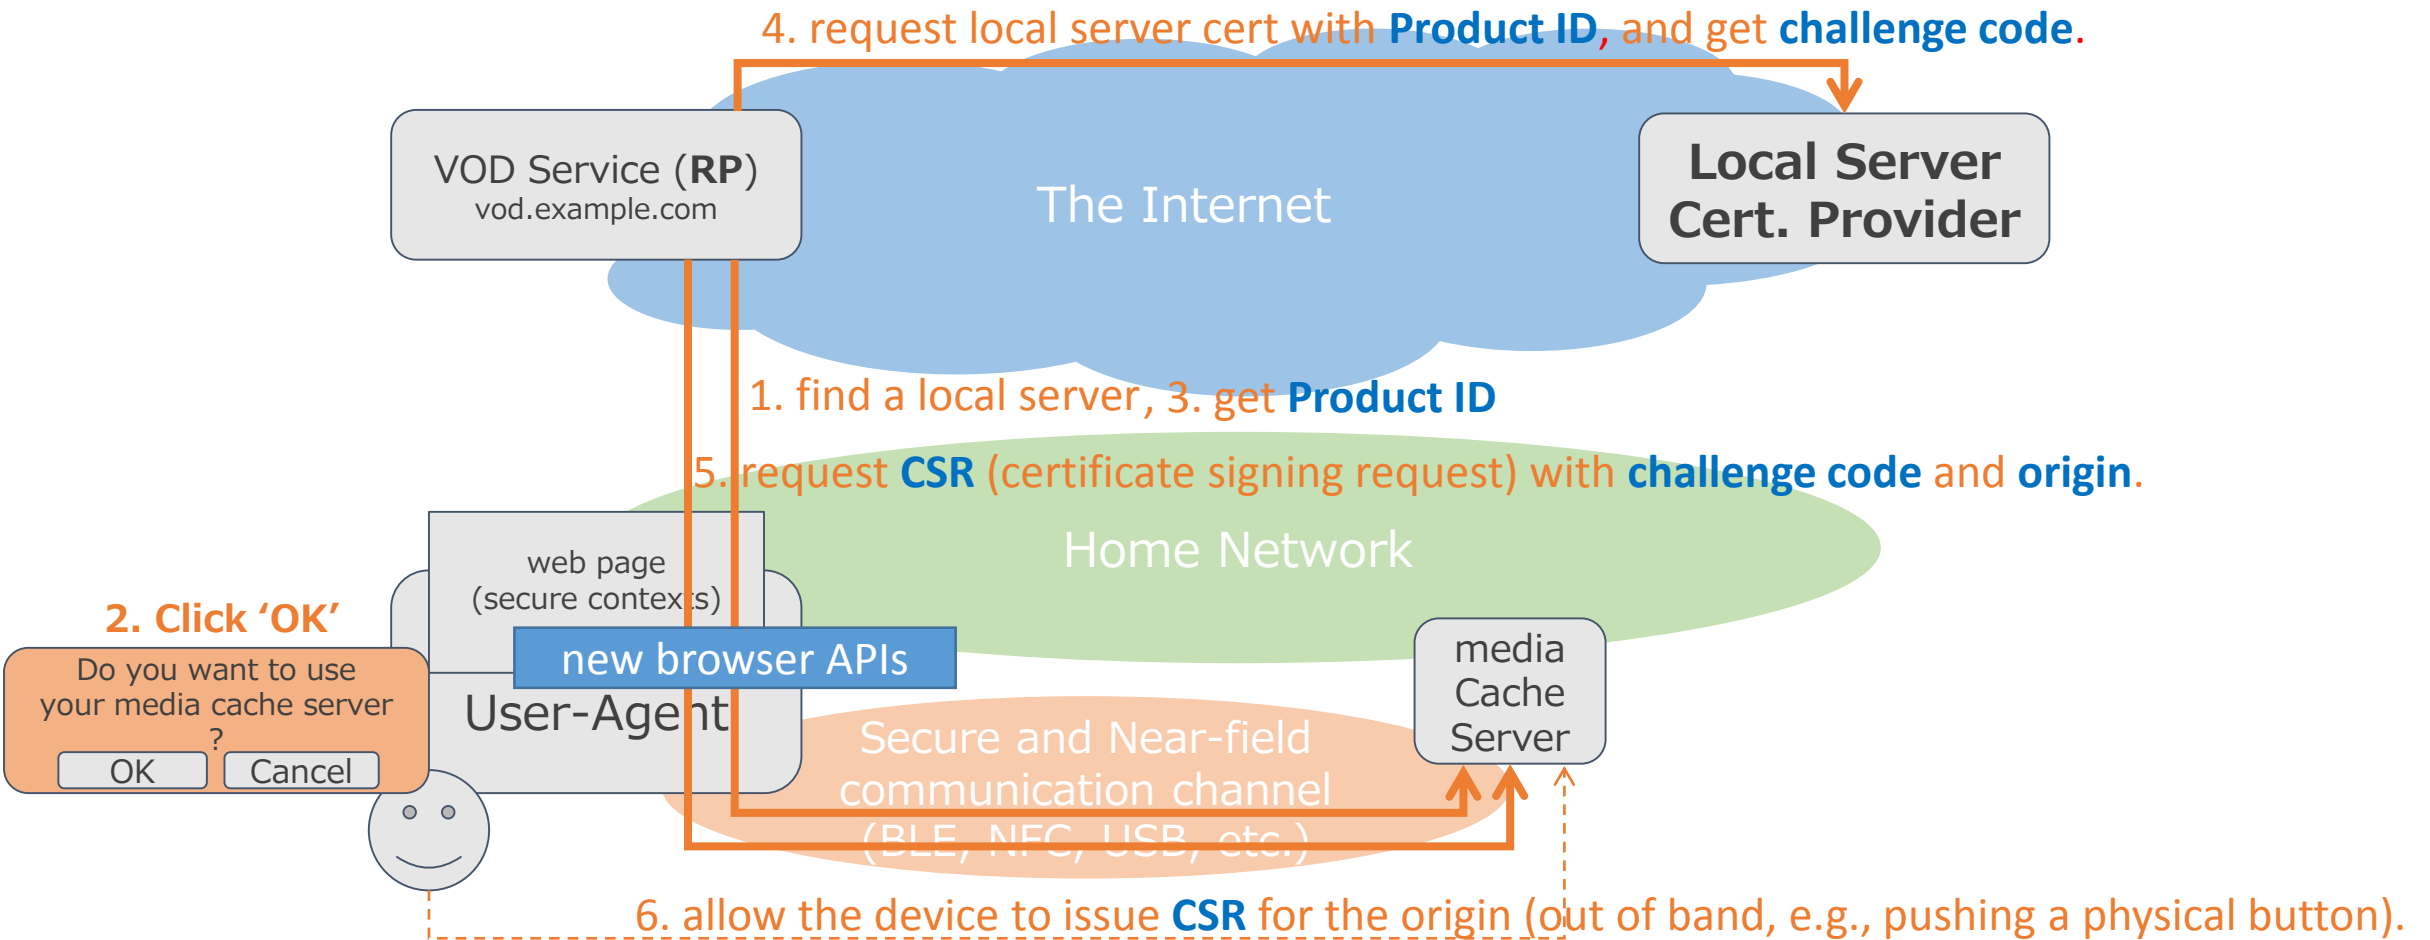 4. request local server cert with Product ID, and get challenge code.
VOD Service (RP)
vod.example.com
The Internet
Local Server
Cert. Provider
1. find a local server, 3. get Product ID
5. request CSR (certificate signing request) with challenge code and origin.
Home Network
web page
(secure contexts)
2. Click ‘OK’
Do you want to use
your media cache server
?
OK
Cancel
new browser APIs
User-Agent
media
Cache
Server
Secure and Near-field
communication channel
(BLE, NFC, USB, etc.)
6. allow the device to issue CSR for the origin (out of band, e.g., pushing a physical button).